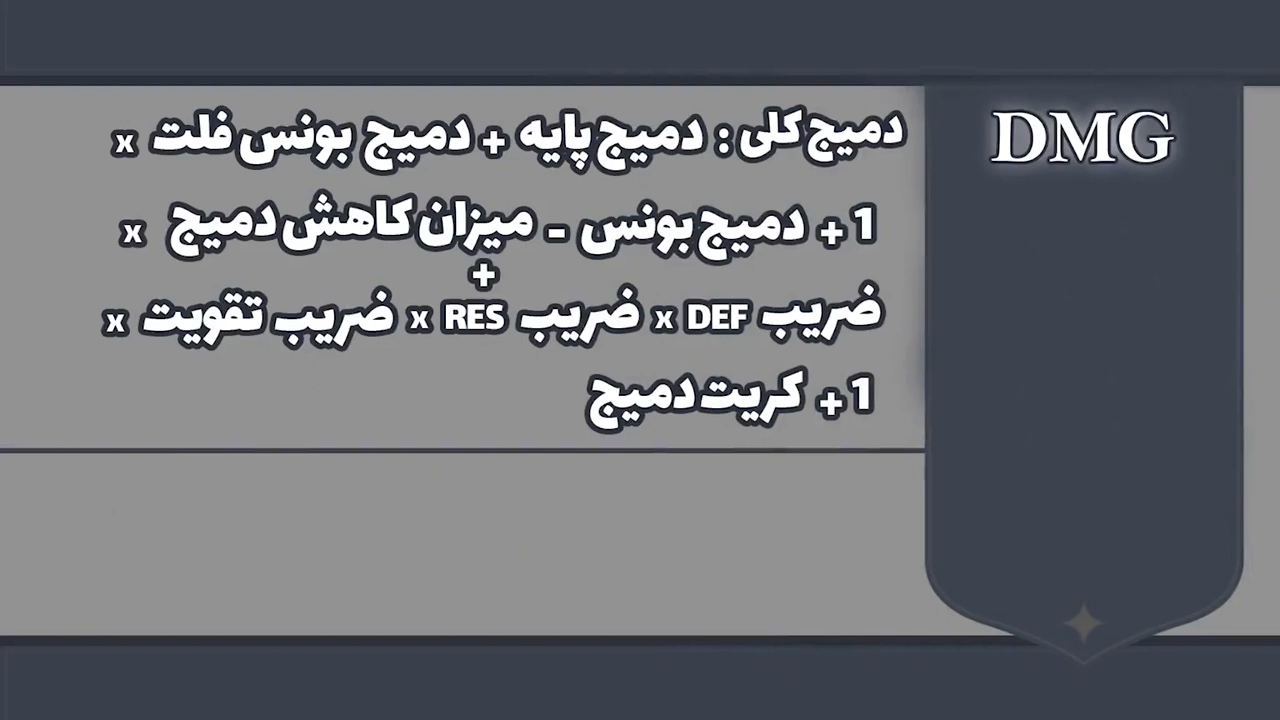 DMG
دمیج کلی : دمیج پایه + دمیج بونس فلت x
1 + دمیج بونس - میزان کاهش دمیج x
+
ضریب DEF x ضریب RES x ضریب تقویت x
1 + کریت دمیج